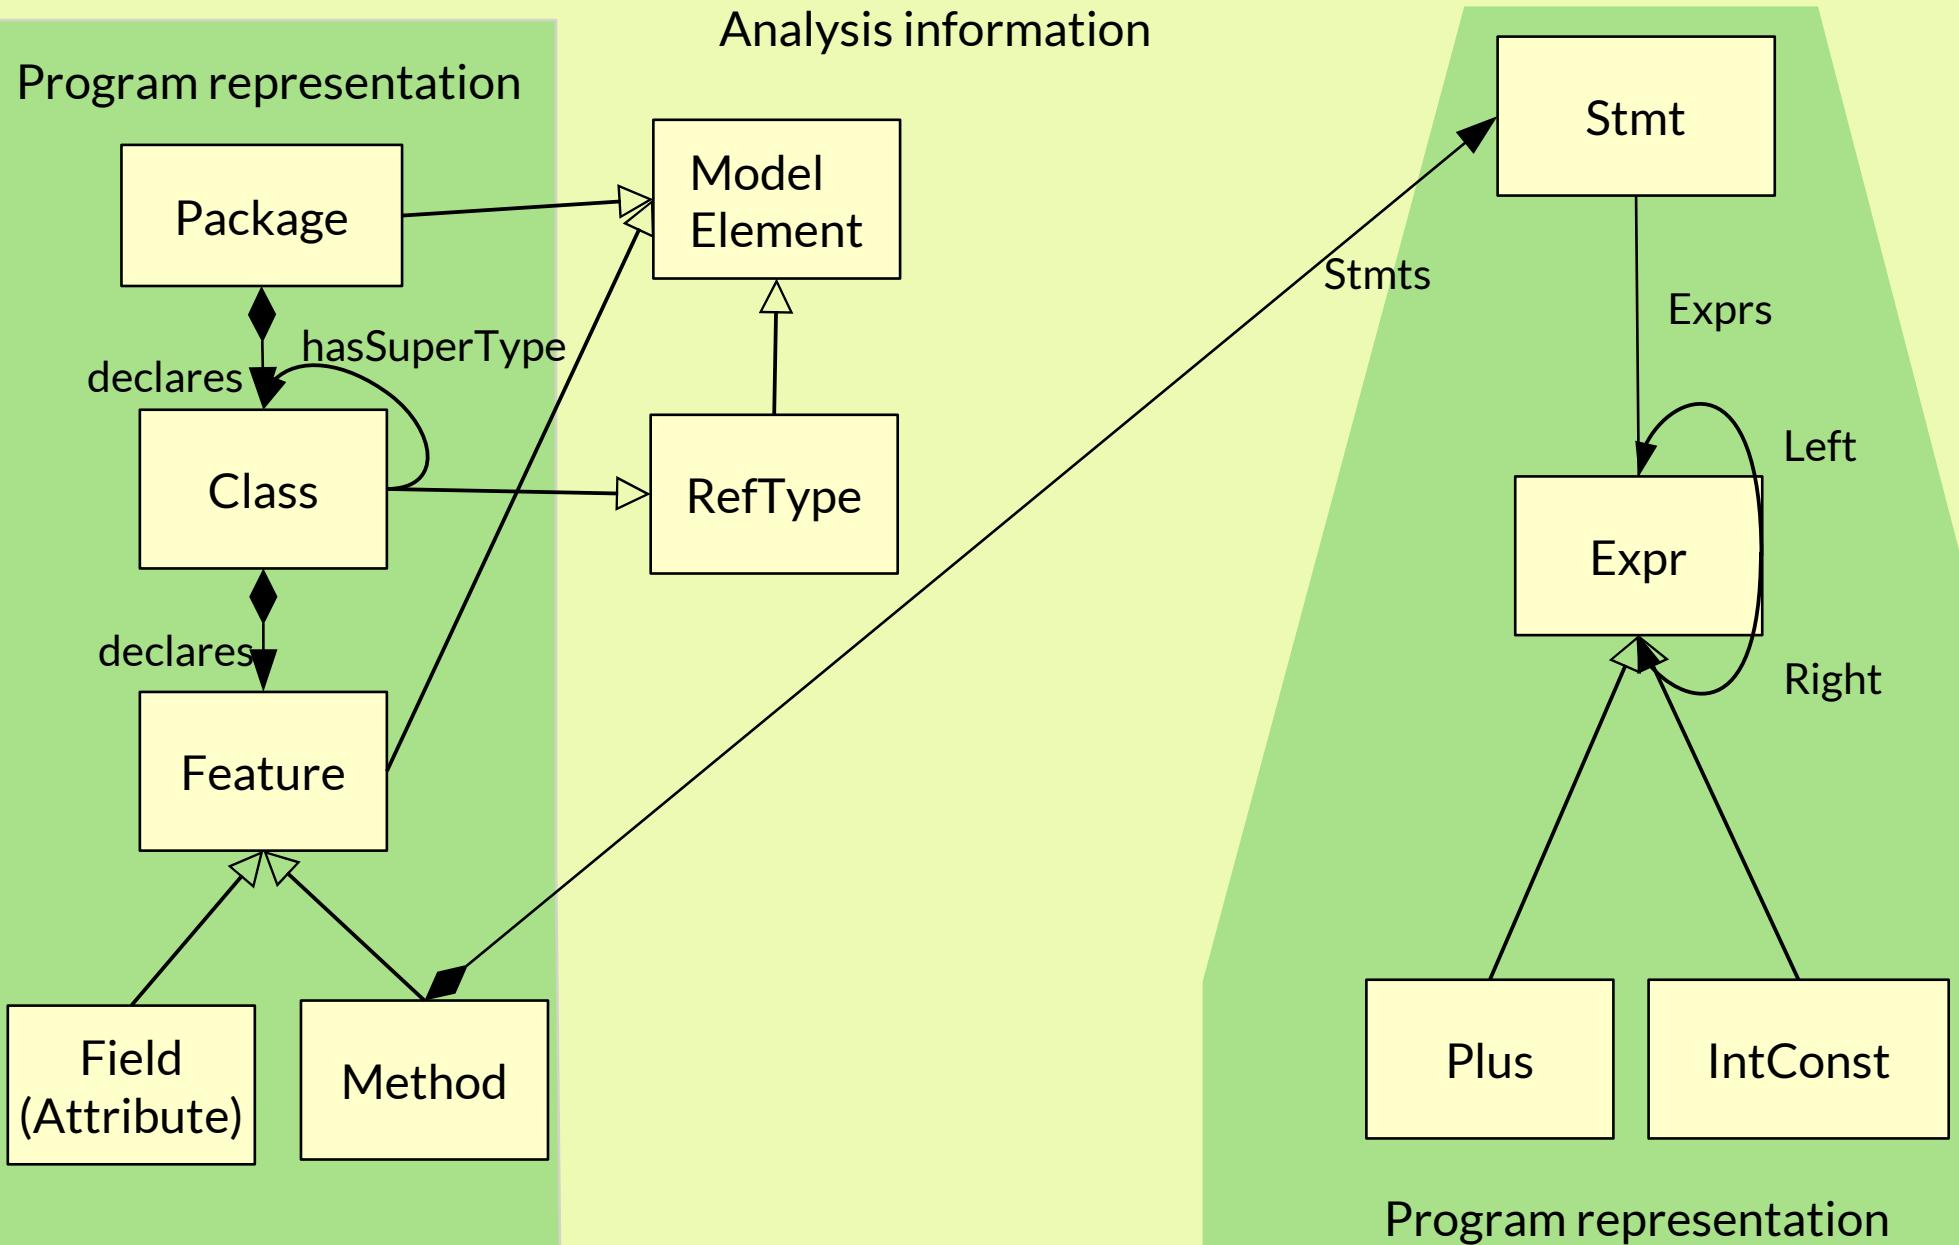 Analysis information
Program representation
Package
Model
Element
Stmt
Stmts
Exprs
hasSuperType
declares
Class
RefType
Left
Expr
declares
Right
Feature
Field
(Attribute)
Method
Plus
IntConst
Program representation